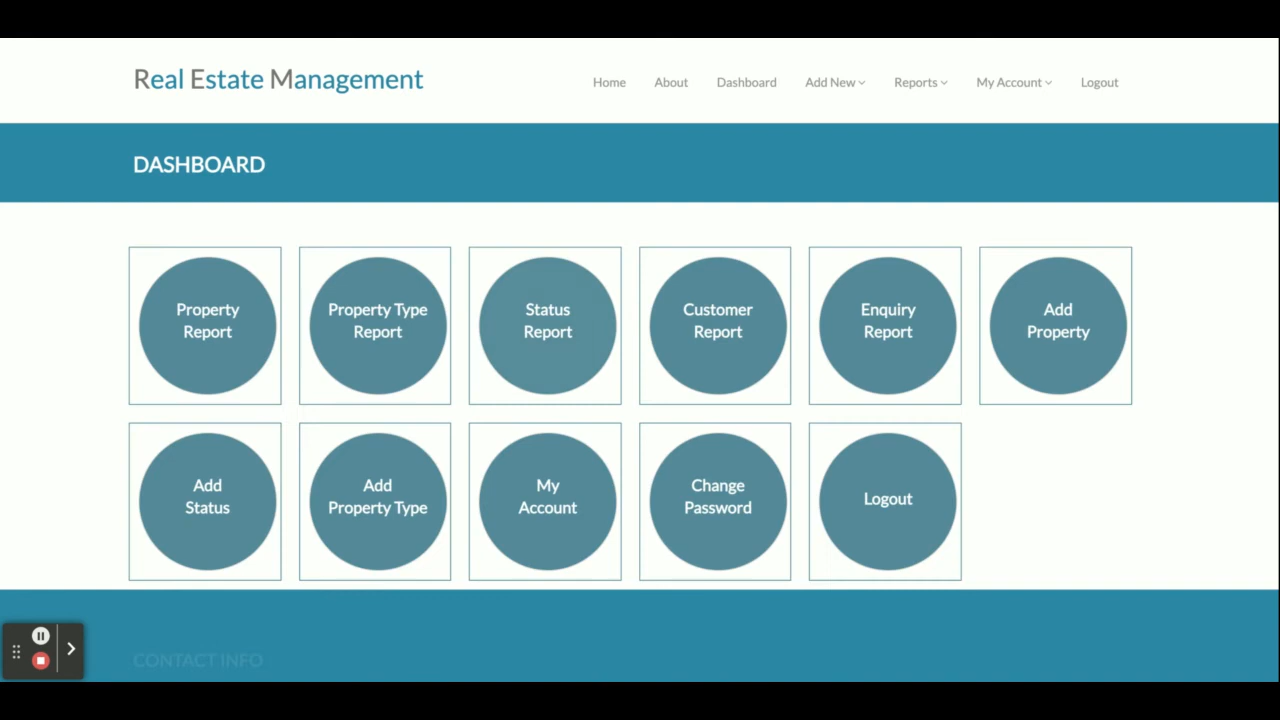 Real Estate Management
Home About Dashboard Add New Reports My Account Logout
DASHBOARD
Property
Report
Property Type
Report
Status
Report
Customer
Report
Enquiry
Report
Add
Property
Add
Status
Add
Property Type
My
Account
Change
Password
Logout
CONTACT INFO